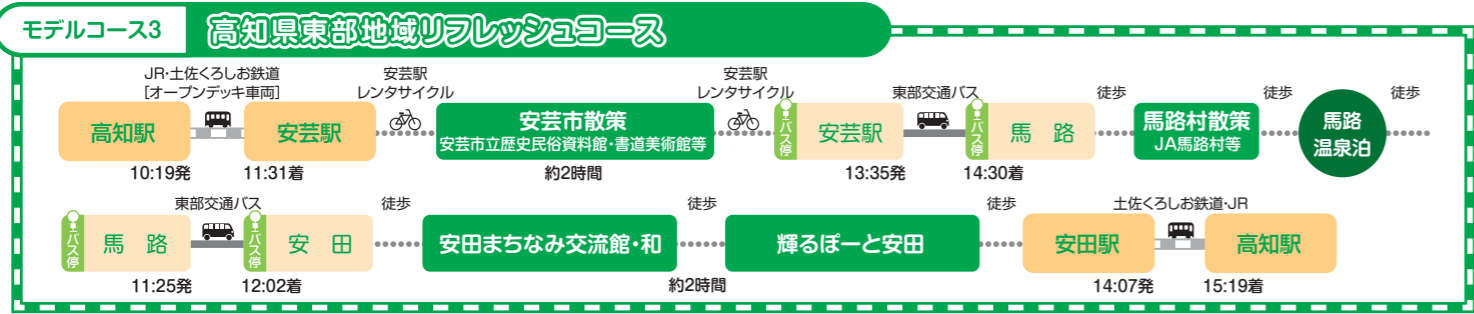 モデルコース3
高知県東部地域リフレッシュコース
JR・土佐くろしお鉄道
[オープンデッキ車両]
安芸駅
レンタサイクル
安芸駅
レンタサイクル
東部交通バス
徒歩
徒歩
徒歩
高知駅
安芸駅
安芸市散策
安芸市立歴史民俗資料館・書道美術館等
バス停
安芸駅
バス停
馬 路
馬路村散策
JA馬路村等
馬路
温泉泊
10:19発
11:31着
約2時間
13:35発
14:30着
東部交通バス
徒歩
徒歩
徒歩
土佐くろしお鉄道・JR
バス停
馬 路
バス停
安 田
安田まちなみ交流館・和
輝るぽーと安田
安田駅
高知駅
11:25発
12:02着
約2時間
14:07発
15:19着